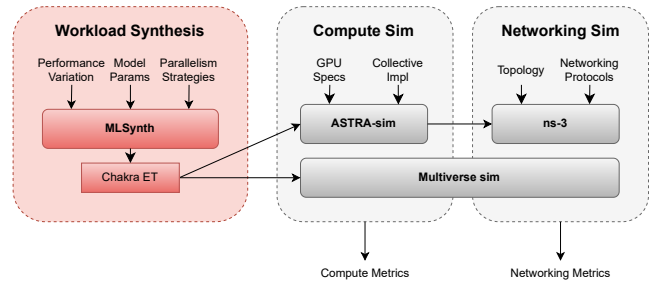 Workload Synthesis
Compute Sim
Networking Sim
Performance
Variation
Model
Params
Parallelism
Strategies
GPU
Specs
Collective
Impl
Topology
Networking
Protocols
MLSynth
ASTRA-sim
ns-3
Chakra ET
Multiverse sim
Compute Metrics
Networking Metrics